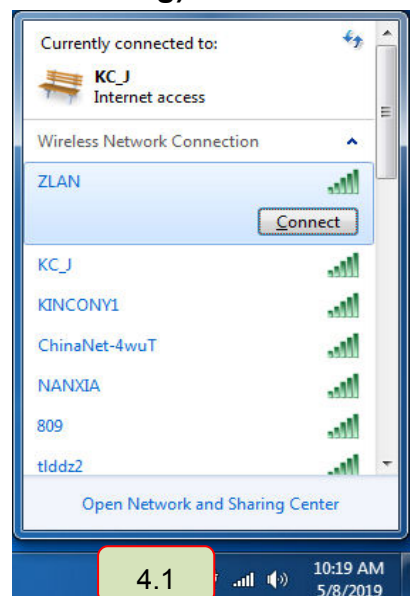 Currently connected to:
KC_J
Internet access
Wireless Network Connection
ZLAN
Connect
KC_J
KINCONY1
ChinaNet-4wuT
NANXIA
809
tlddz2
Open Network and Sharing Center
4.1
10:19 AM
5/8/2019